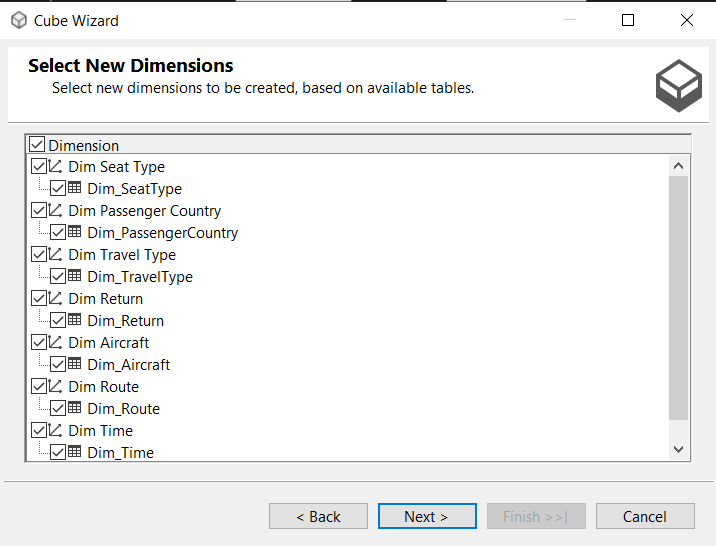 Cube Wizard
Select New Dimensions
Select new dimensions to be created, based on available tables.
Dimension
Dim Seat Type
Dim_SeatType
Dim Passenger Country
Dim_PassengerCountry
Dim Travel Type
Dim_TravelType
Dim Return
Dim_Return
Dim Aircraft
Dim_Aircraft
Dim Route
Dim_Route
Dim Time
Dim_Time
< Back Next > Finish >>| Cancel